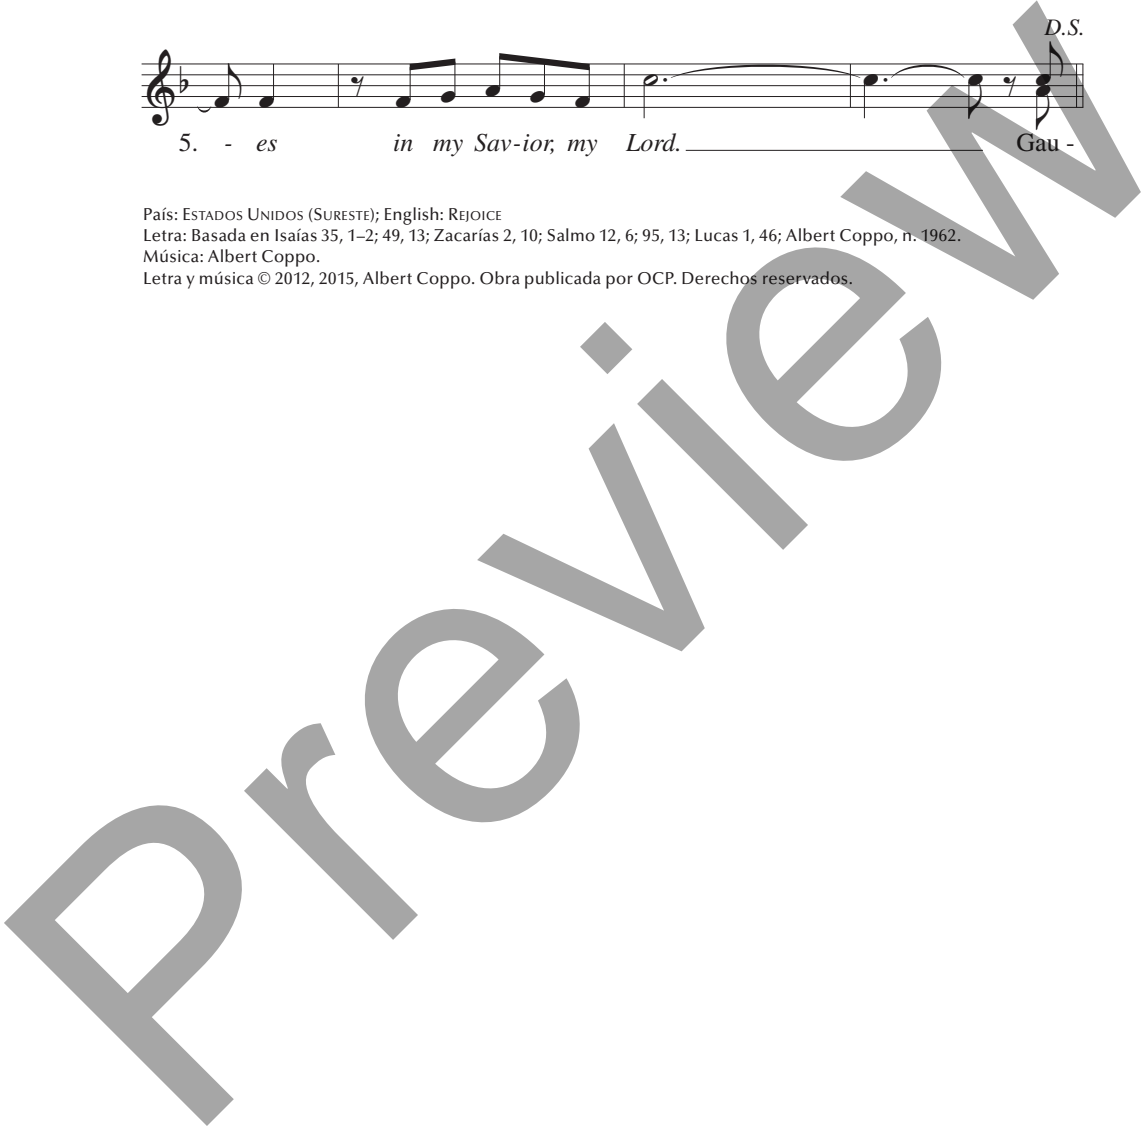 D.S.
5. - es in my Sav-ior, my Lord. Gau -
País: ESTADOS UNIDOS (SURESTE); English: REJOICE
Letra: Basada en Isaías 35, 1–2; 49, 13; Zacarías 2, 10; Salmo 12, 6; 95, 13; Lucas 1, 46; Albert Coppo, n. 1962.
Música: Albert Coppo.
Letra y música © 2012, 2015, Albert Coppo. Obra publicada por OCP. Derechos reservados.
Preview